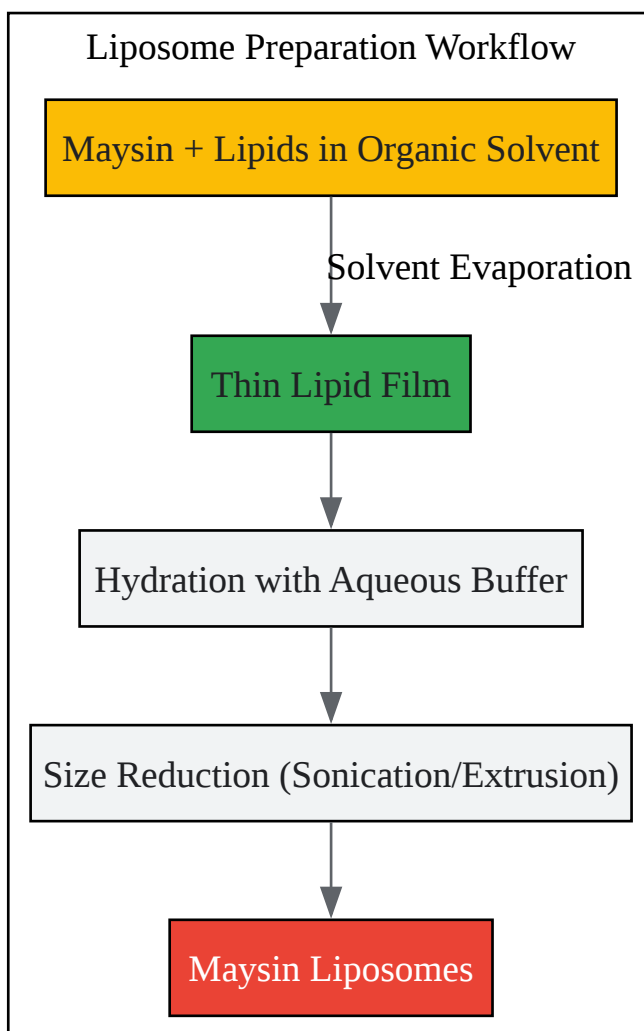 Liposome Preparation Workflow
Maysin + Lipids in Organic Solvent
Solvent Evaporation
Thin Lipid Film
Hydration with Aqueous Buffer
Size Reduction (Sonication/Extrusion)
Maysin Liposomes